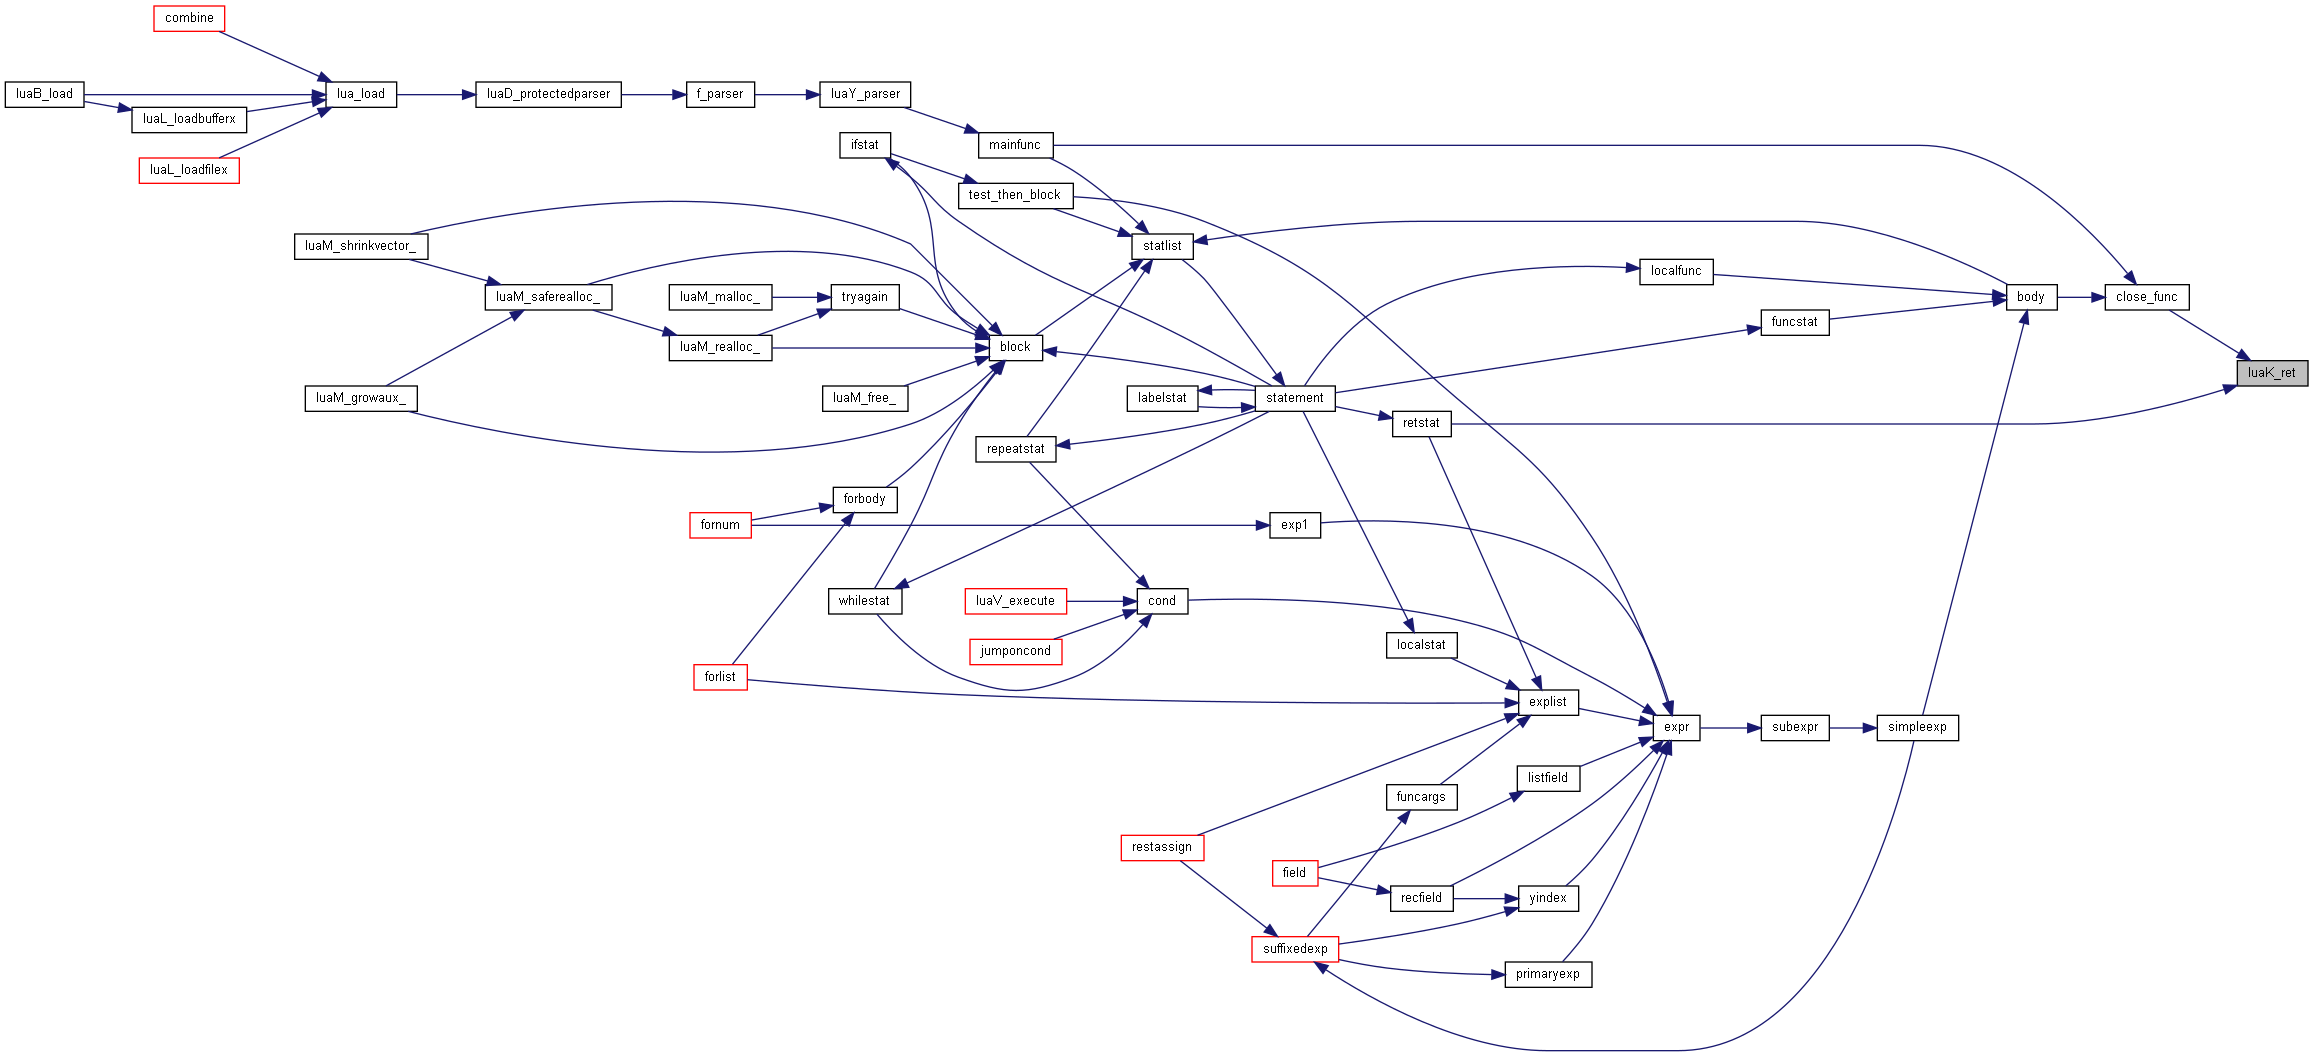 combine
luaB_load
lua_load
luaD_protectedparser
f_parser
luaY_parser
luaL_loadbufferx
ifstat
mainfunc
luaL_loadfilex
test_then_block
luaM_shrinkvector_
statlist
localfunc
luaM_saferealloc_
luaM_malloc_
tryagain
body
close_func
funcstat
luaM_realloc_
block
luaK_ret
luaM_growaux_
luaM_free_
labelstat
statement
retstat
repeatstat
forbody
fornum
exp1
whilestat
luaV_execute
cond
jumponcond
localstat
forlist
explist
expr
subexpr
simpleexp
listfield
funcargs
restassign
field
recfield
yindex
suffixedexp
primaryexp